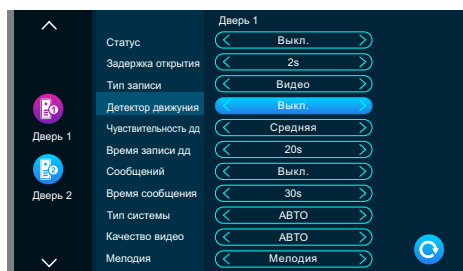 Дверь 1
Статус Выкл.
Задержка открытия 2s
Тип записи Видео
Детектор движуния Выкл.
Чувствительность дд Средняя
Время записи дд 20s
Сообщений Выкл.
Время сообщения 30s
Тип системы АВТО
Качество видео АВТО
Мелодия Мелодия
Дверь 1
Дверь 2